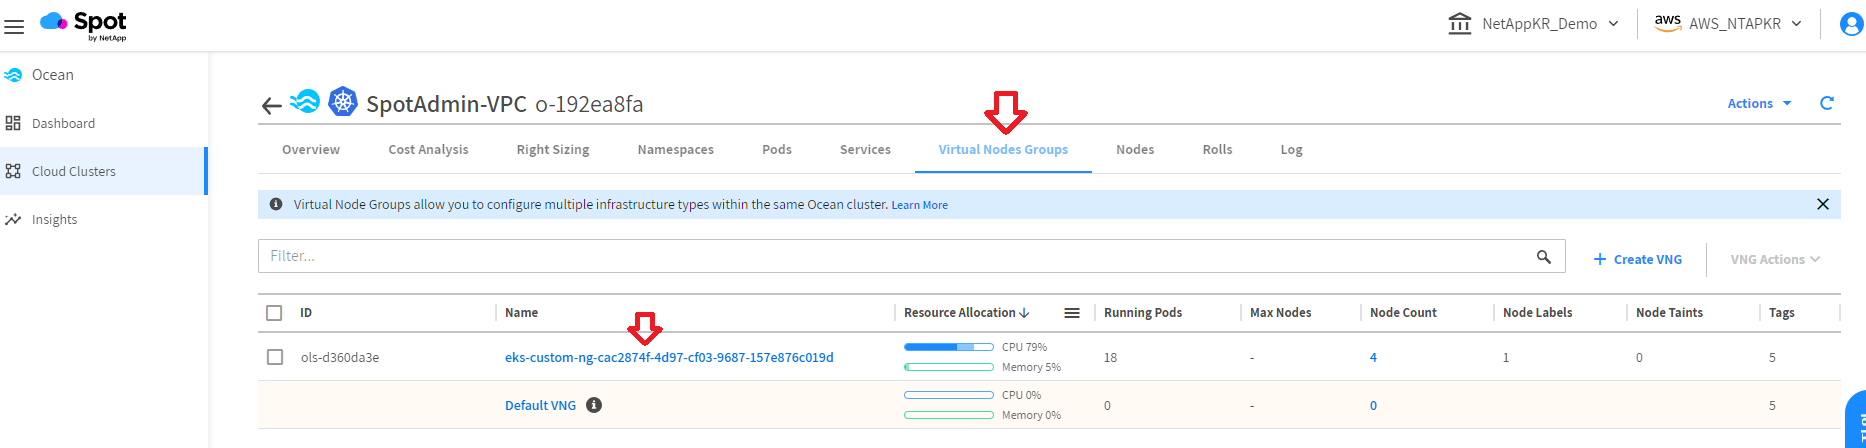 Spot
by NetApp
NetAppKR_Demo
aws AWS_NTAPKR
Ocean
Dashboard
Cloud Clusters
Insights
SpotAdmin-VPC o-192ea8fa
Actions
Overview Cost Analysis Right Sizing Namespaces Pods Services Virtual Nodes Groups Nodes Rolls Log
Virtual Node Groups allow you to configure multiple infrastructure types within the same Ocean cluster. Learn More
Filter...
+ Create VNG
VNG Actions
ID Name Resource Allocation Running Pods Max Nodes Node Count Node Labels Node Taints Tags
ols-d360da3e eks-custom-ng-cac2874f-4d97-cf03-9687-157e876c019d CPU 79% 18 - 4 1 0 5
Memory 5%
Default VNG CPU 0% 0 - 0 5
Memory 0%